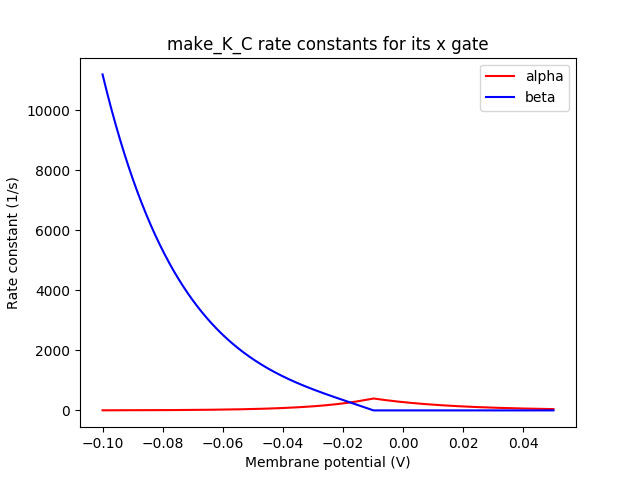 make_K_C rate constants for its x gate
alpha
beta
Rate constant (1/s)
10000
8000
6000
4000
2000
0
−0.10
−0.08
−0.06
−0.04
−0.02
0.00
0.02
0.04
Membrane potential (V)